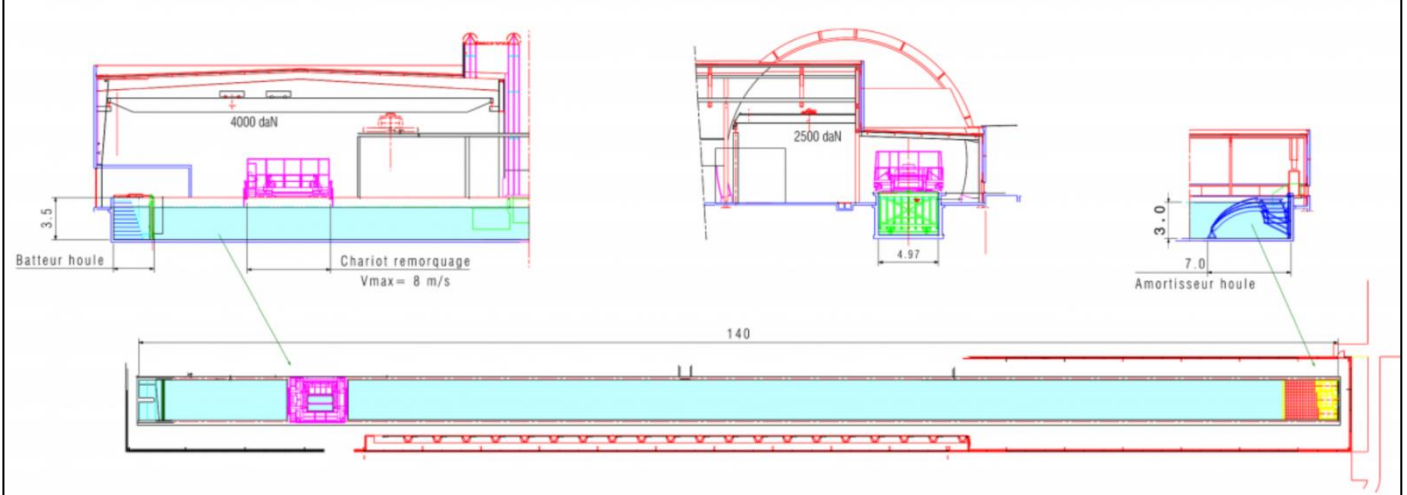 4000 daN
2500 daN
3.5
3.0
Batteur houle
Chariot remorquage
Vmax= 8 m/s
4.97
7.0
Amortisseur houle
140